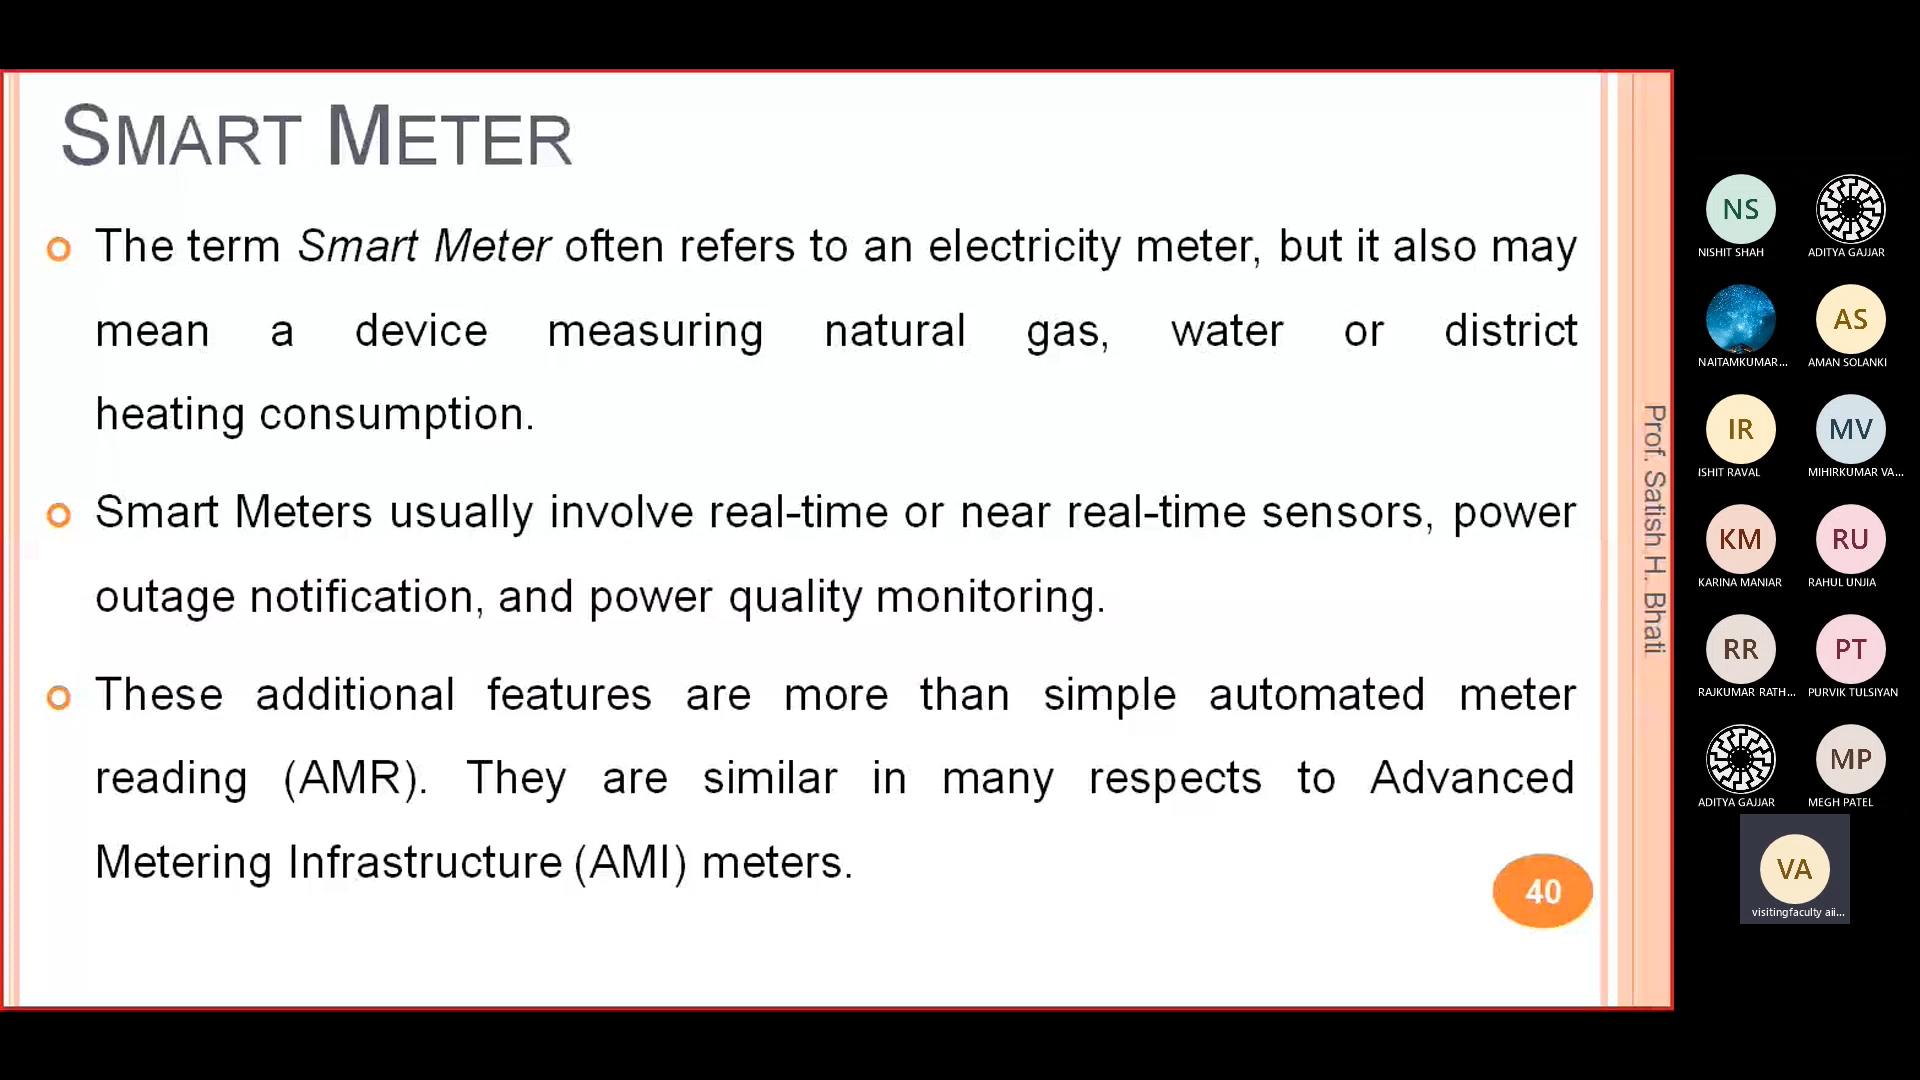 SMART METER
The term Smart Meter often refers to an electricity meter, but it also may
mean a device measuring natural gas, water or district
heating consumption.
Smart Meters usually involve real-time or near real-time sensors, power
outage notification, and power quality monitoring.
These additional features are more than simple automated meter
reading (AMR). They are similar in many respects to Advanced
Metering Infrastructure (AMI) meters.
40
Prof. Satish H. Bhati
NS
NISHIT SHAH
ADITYA GAJJAR
NAITAMKUMAR...
AS
AMAN SOLANKI
IR
ISHIT RAVAL
MV
MIHIRKUMAR VA...
KM
KARINA MANIAR
RU
RAHUL UNJIA
RR
RAJKUMAR RATH...
PT
PURVIK TULSIYAN
ADITYA GAJJAR
MP
MEGH PATEL
VA
visitingfaculty aii...